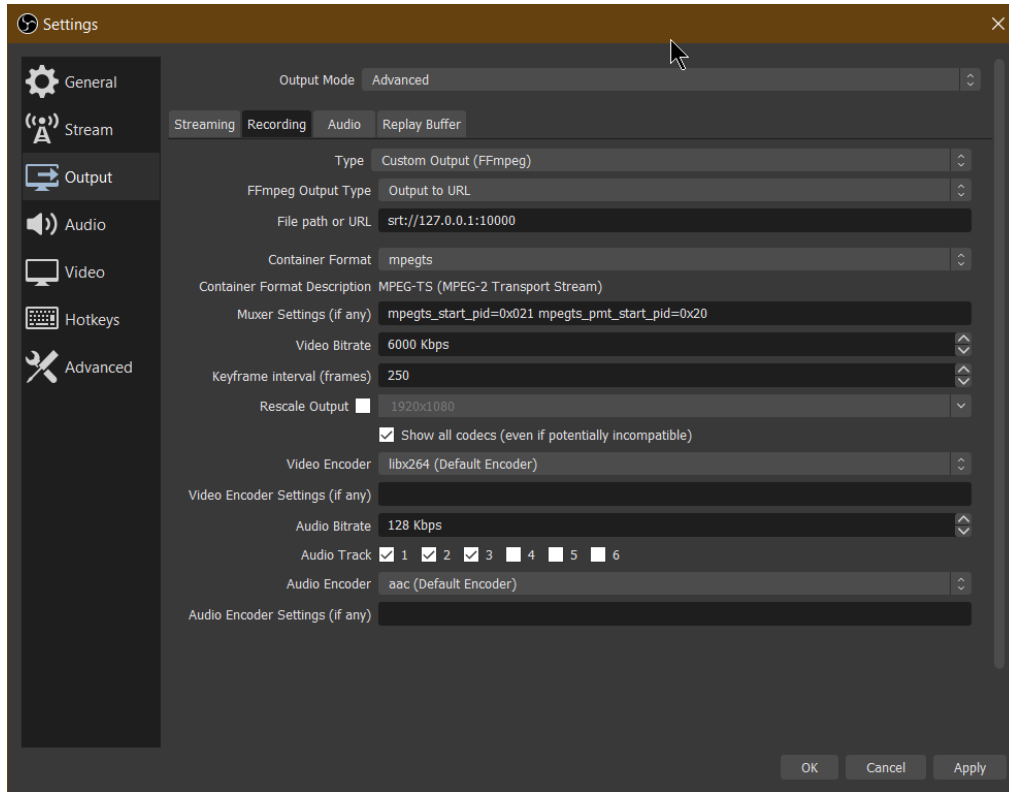 Settings
General
Stream
Output
Audio
Video
Hotkeys
Advanced
Output Mode Advanced
Streaming Recording Audio Replay Buffer
Type Custom Output (FFmpeg)
FFmpeg Output Type Output to URL
File path or URL srt://127.0.0.1:10000
Container Format mpegts
Container Format Description MPEG-TS (MPEG-2 Transport Stream)
Muxer Settings (if any) mpegts_start_pid=0x021 mpegts_pmt_start_pid=0x20
Video Bitrate 6000 Kbps
Keyframe interval (frames) 250
Rescale Output 1920x1080
Show all codecs (even if potentially incompatible)
Video Encoder libx264 (Default Encoder)
Video Encoder Settings (if any)
Audio Bitrate 128 Kbps
Audio Track 1 2 3 4 5 6
Audio Encoder aac (Default Encoder)
Audio Encoder Settings (if any)
OK Cancel Apply